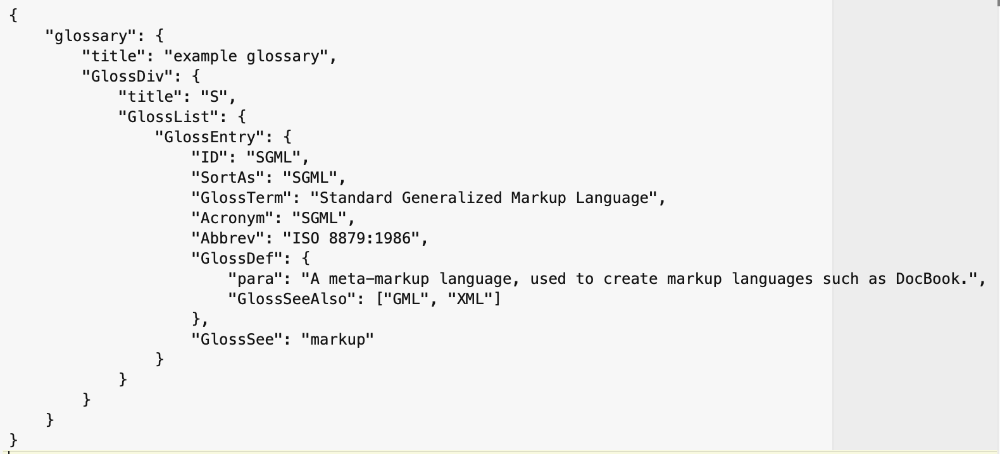 {
    "glossary": {
        "title": "example glossary",
        "GlossDiv": {
            "title": "S",
            "GlossList": {
                "GlossEntry": {
                    "ID": "SGML",
                    "SortAs": "SGML",
                    "GlossTerm": "Standard Generalized Markup Language",
                    "Acronym": "SGML",
                    "Abbrev": "ISO 8879:1986",
                    "GlossDef": {
                        "para": "A meta-markup language, used to create markup languages such as DocBook.",
                        "GlossSeeAlso": ["GML", "XML"]
                    },
                    "GlossSee": "markup"
                }
            }
        }
    }
}